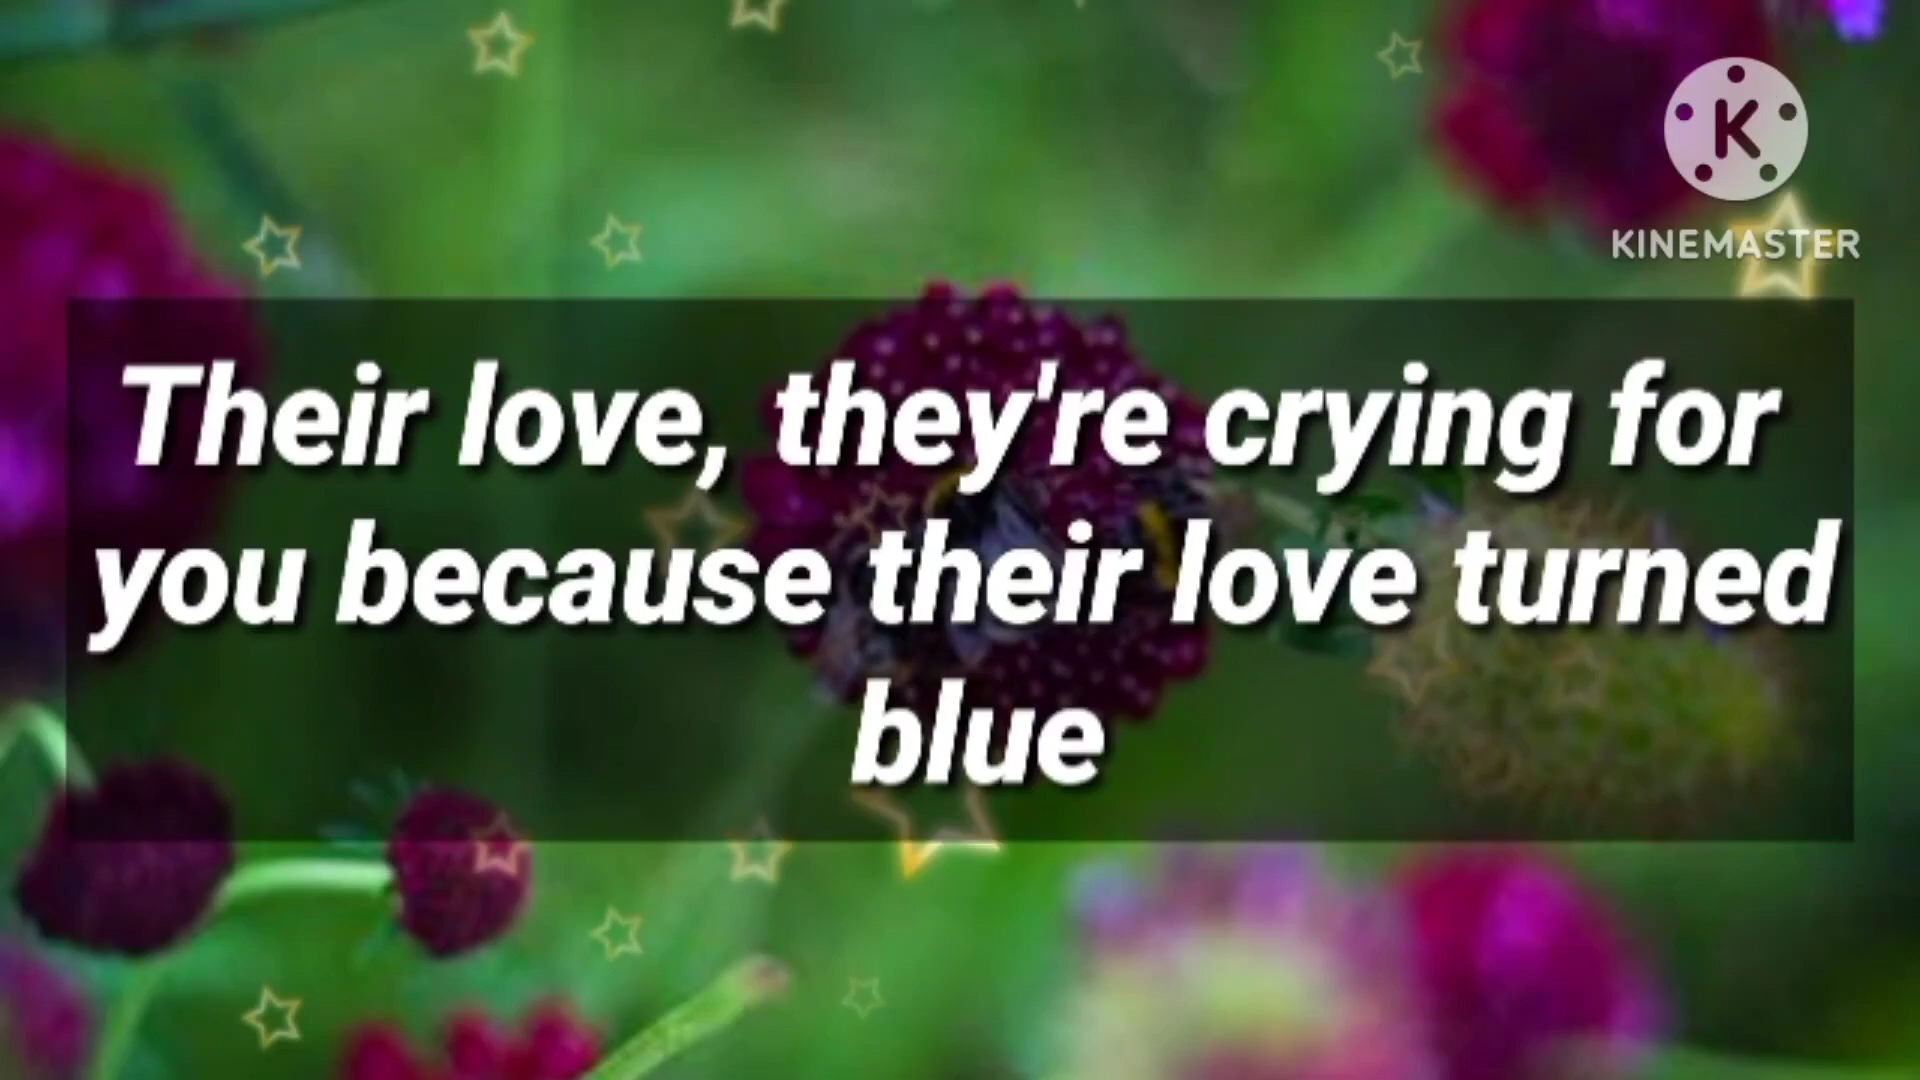 K
KINEMASTER
Their love, they're crying for
you because their love turned
blue